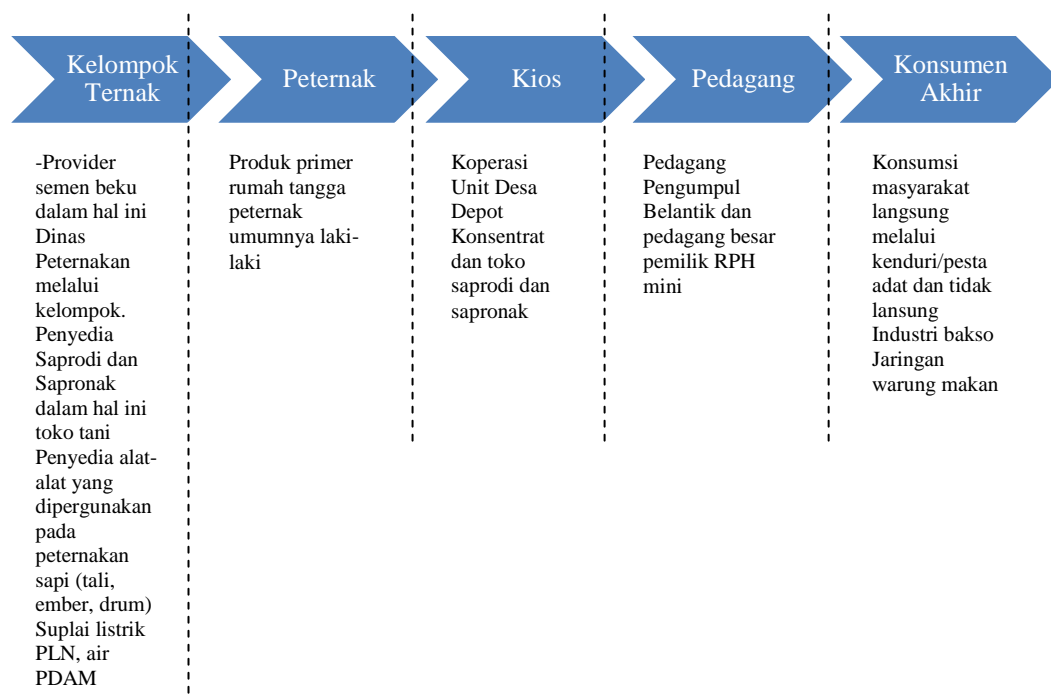 Kelompok
Ternak
Peternak
Kios
Pedagang
Konsumen
Akhir
-Provider
semen beku
dalam hal ini
Dinas
Peternakan
melalui
kelompok.
Penyedia
Saprodi dan
Sapronak
dalam hal ini
toko tani
Penyedia alat-
alat yang
dipergunakan
pada
peternakan
sapi (tali,
ember, drum)
Suplai listrik
PLN, air
PDAM
Produk primer
rumah tangga
peternak
umumnya laki-
laki
Koperasi
Unit Desa
Depot
Konsentrat
dan toko
saprodi dan
sapronak
Pedagang
Pengumpul
Belantik dan
pedagang besar
pemilik RPH
mini
Konsumsi
masyarakat
langsung
melalui
kenduri/pesta
adat dan tidak
lansung
Industri bakso
Jaringan
warung makan